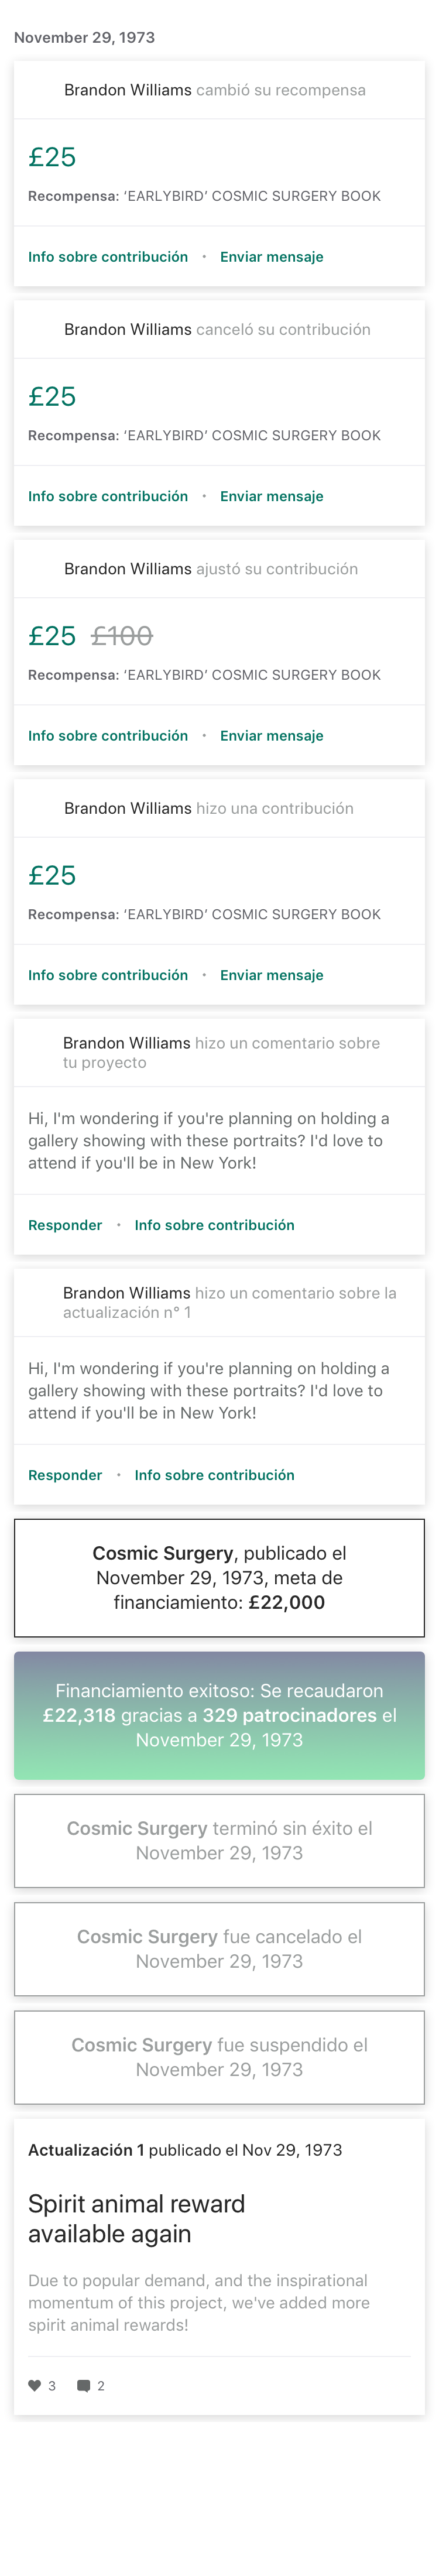 November 29, 1973
Brandon Williams cambió su recompensa
£25
Recompensa: ‘EARLYBIRD’ COSMIC SURGERY BOOK
Info sobre contribución • Enviar mensaje
Brandon Williams canceló su contribución
£25
Recompensa: ‘EARLYBIRD’ COSMIC SURGERY BOOK
Info sobre contribución • Enviar mensaje
Brandon Williams ajustó su contribución
£25 £100
Recompensa: ‘EARLYBIRD’ COSMIC SURGERY BOOK
Info sobre contribución • Enviar mensaje
Brandon Williams hizo una contribución
£25
Recompensa: ‘EARLYBIRD’ COSMIC SURGERY BOOK
Info sobre contribución • Enviar mensaje
Brandon Williams hizo un comentario sobre
tu proyecto
Hi, I'm wondering if you're planning on holding a
gallery showing with these portraits? I'd love to
attend if you'll be in New York!
Responder • Info sobre contribución
Brandon Williams hizo un comentario sobre la
actualización n° 1
Hi, I'm wondering if you're planning on holding a
gallery showing with these portraits? I'd love to
attend if you'll be in New York!
Responder • Info sobre contribución
Cosmic Surgery, publicado el
November 29, 1973, meta de
financiamiento: £22,000
Financiamiento exitoso: Se recaudaron
£22,318 gracias a 329 patrocinadores el
November 29, 1973
Cosmic Surgery terminó sin éxito el
November 29, 1973
Cosmic Surgery fue cancelado el
November 29, 1973
Cosmic Surgery fue suspendido el
November 29, 1973
Actualización 1 publicado el Nov 29, 1973
Spirit animal reward
available again
Due to popular demand, and the inspirational
momentum of this project, we've added more
spirit animal rewards!
3 2